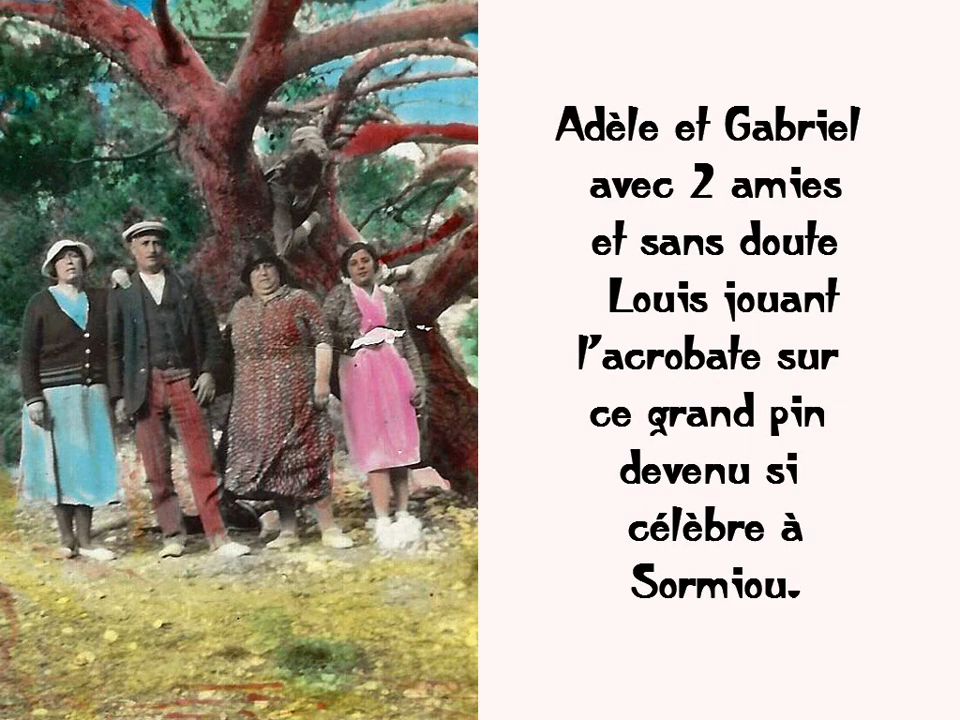 Adèle et Gabriel
avec 2 amies
et sans doute
Louis jouant
l'acrobate sur
ce grand pin
devenu si
célèbre à
Sormiou.